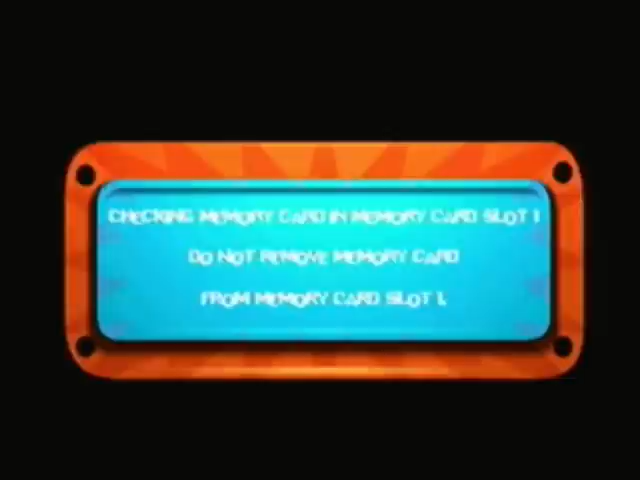 CHECKING MEMORY CARD IN MEMORY CARD SLOT 1
DO NOT REMOVE MEMORY CARD
FROM MEMORY CARD SLOT 1.